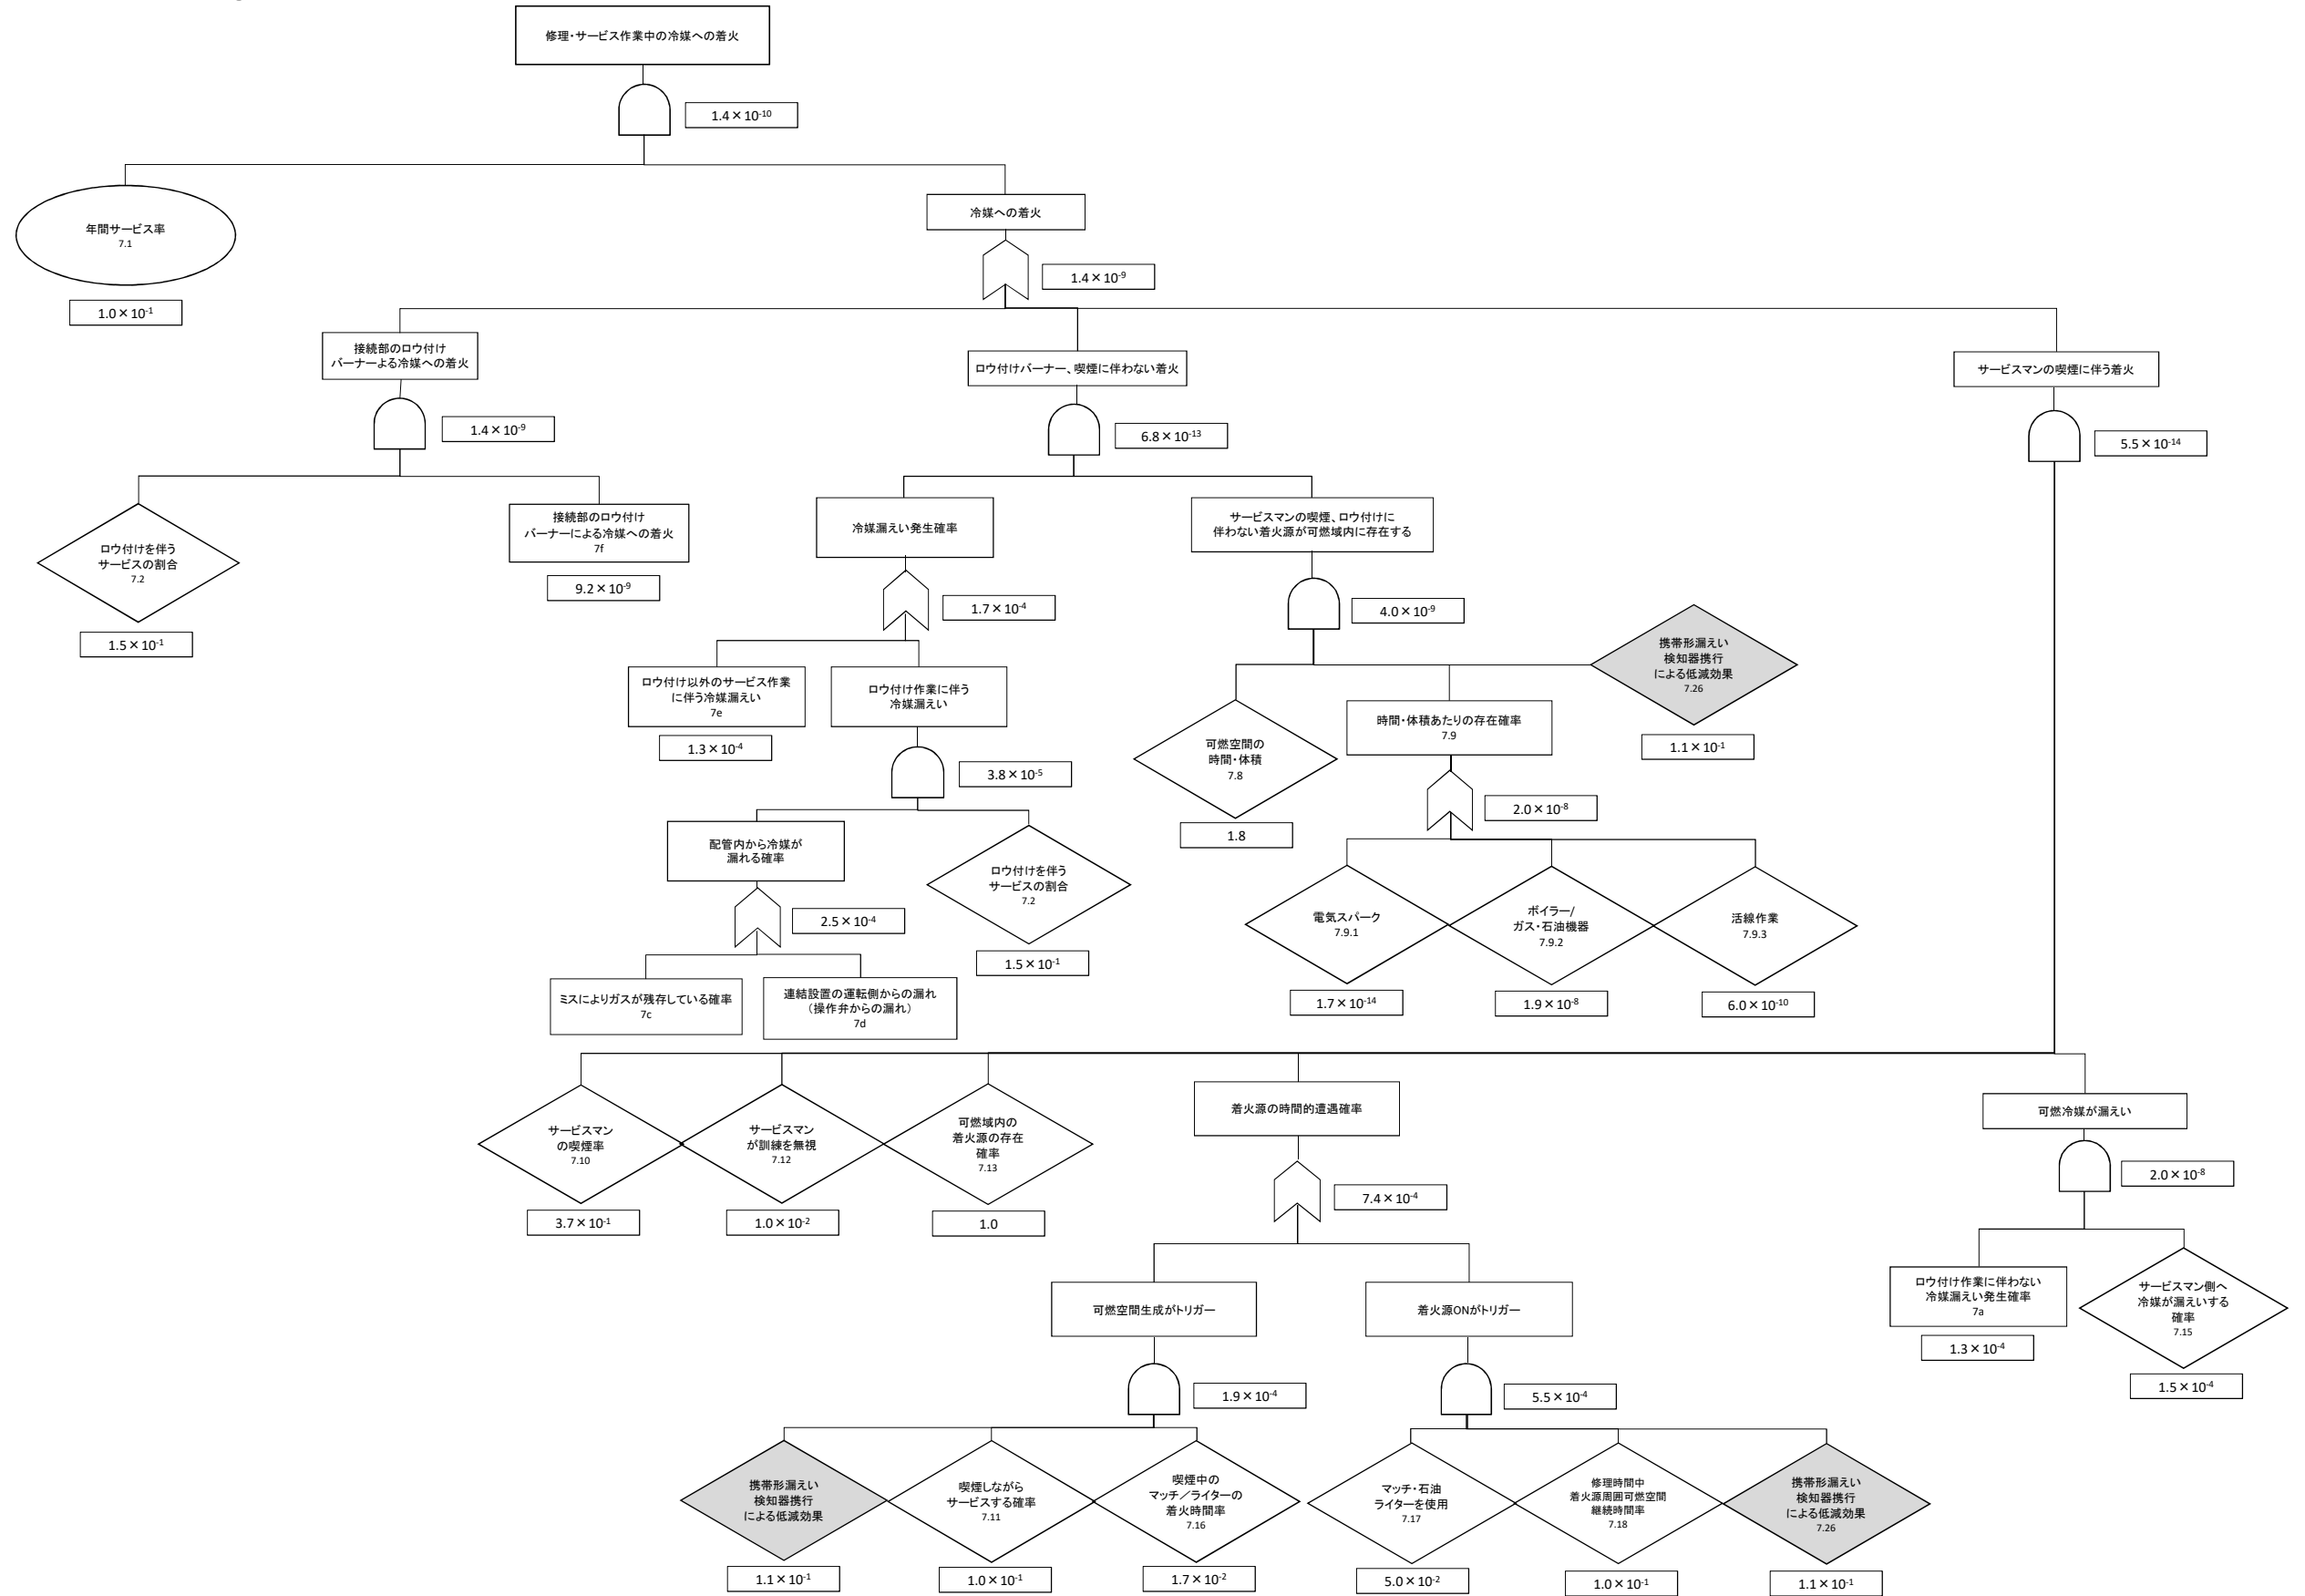 修理・サービス作業中の冷媒への着火
1.4×10-10
年間サービス率
7.1
1.0×10-1
冷媒への着火
1.4×10-9
接続部のロウ付け
バーナーよる冷媒への着火
1.4×10-9
ロウ付けバーナー、喫煙に伴わない着火
6.8×10-13
サービスマンの喫煙に伴う着火
5.5×10-14
ロウ付けを伴う
サービスの割合
7.2
1.5×10-1
接続部のロウ付け
バーナーによる冷媒への着火
7f
9.2×10-9
冷媒漏えい発生確率
1.7×10-4
サービスマンの喫煙、ロウ付けに
伴わない着火源が可燃域内に存在する
4.0×10-9
ロウ付け以外のサービス作業
に伴う冷媒漏えい
7e
1.3×10-4
ロウ付け作業に伴う
冷媒漏えい
3.8×10-5
可燃空間の
時間・体積
7.8
1.8
時間・体積あたりの存在確率
7.9
2.0×10-8
携帯形漏えい
検知器携行
による低減効果
7.26
1.1×10-1
配管内から冷媒が
漏れる確率
2.5×10-4
ロウ付けを伴う
サービスの割合
7.2
1.5×10-1
電気スパーク
7.9.1
1.7×10-14
ボイラー/
ガス・石油機器
7.9.2
1.9×10-8
活線作業
7.9.3
6.0×10-10
ミスによりガスが残存している確率
7c
連結設置の運転側からの漏れ
（操作弁からの漏れ）
7d
サービスマン
の喫煙率
7.10
3.7×10-1
サービスマン
が訓練を無視
7.12
1.0×10-2
可燃域内の
着火源の存在
確率
7.13
1.0
着火源の時間的遭遇確率
7.4×10-4
可燃冷媒が漏えい
2.0×10-8
可燃空間生成がトリガー
1.9×10-4
着火源ONがトリガー
5.5×10-4
ロウ付け作業に伴わない
冷媒漏えい発生確率
7a
1.3×10-4
サービスマン側へ
冷媒が漏えいする
確率
7.15
1.5×10-4
携帯形漏えい
検知器携行
による低減効果
1.1×10-1
喫煙しながら
サービスする確率
7.11
1.0×10-1
喫煙中の
マッチ／ライターの
着火時間率
7.16
1.7×10-2
マッチ・石油
ライターを使用
7.17
5.0×10-2
修理時間中
着火源周囲可燃空間
継続時間率
7.18
1.0×10-1
携帯形漏えい
検知器携行
による低減効果
7.26
1.1×10-1